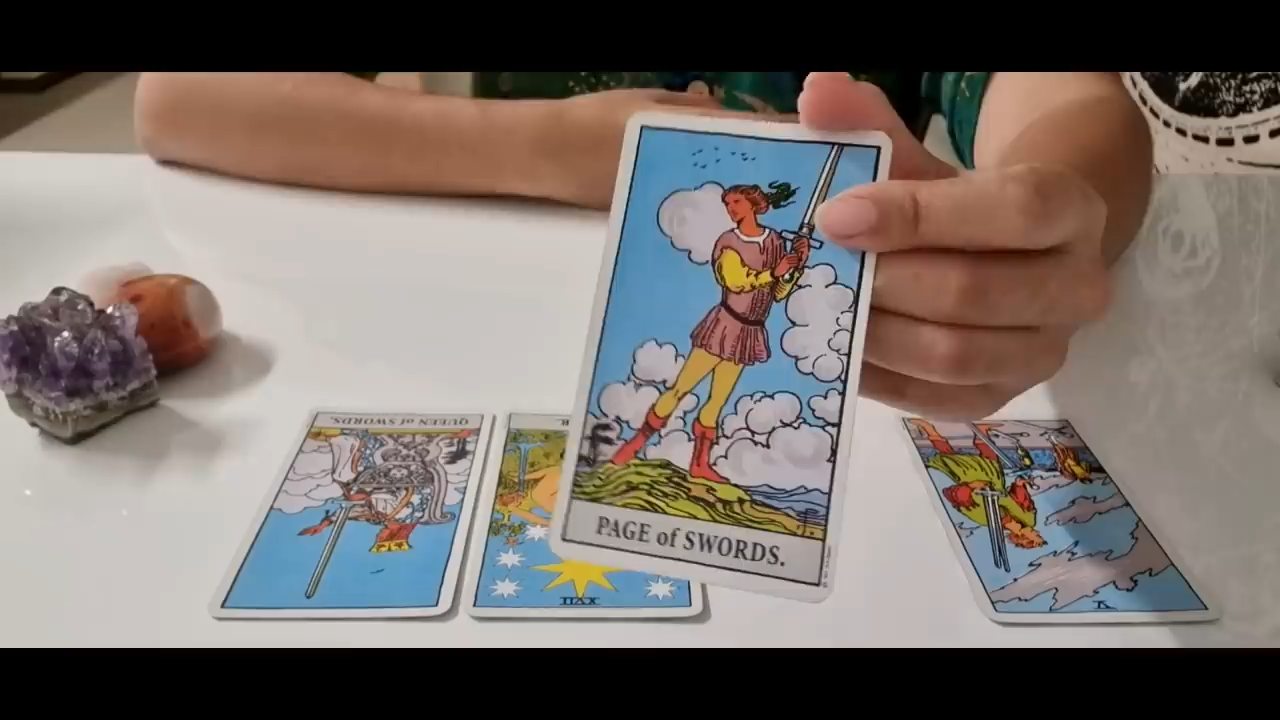 PAGE of SWORDS.
QUEEN of SWORDS.
R.
XVII
V